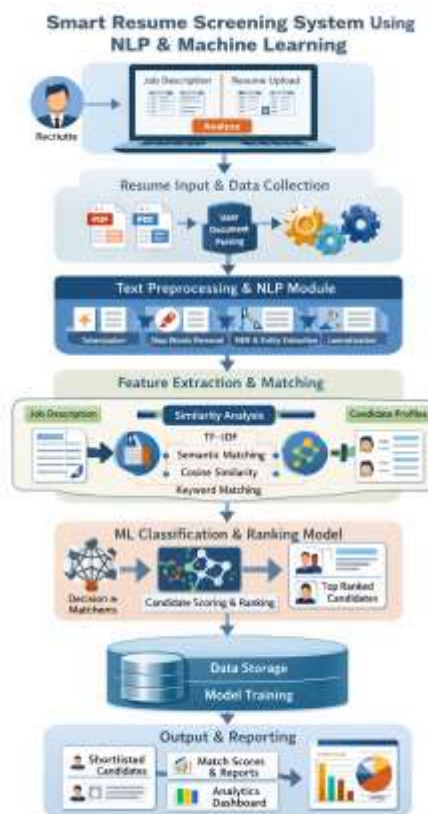 Smart Resume Screening System Using
NLP & Machine Learning
Job Description
Resume Upload
Analyze
Resume Input & Data Collection
PDF
User
Document
Parsing
Text Preprocessing & NLP Module
Tokenization
Stop Words Removal
NER & Entity Extraction
Lemmatization
Feature Extraction & Matching
Job Description
Similarity Analysis
Candidate Profiles
TF-IDF
Semantic Matching
Cosine Similarity
Keyword Matching
ML Classification & Ranking Model
Decision
Candidate Scoring & Ranking
Top Ranked
Candidates
Data Storage
Model Training
Output & Reporting
Shortlisted
Candidates
Match Scores
& Reports
Analytics
Dashboard